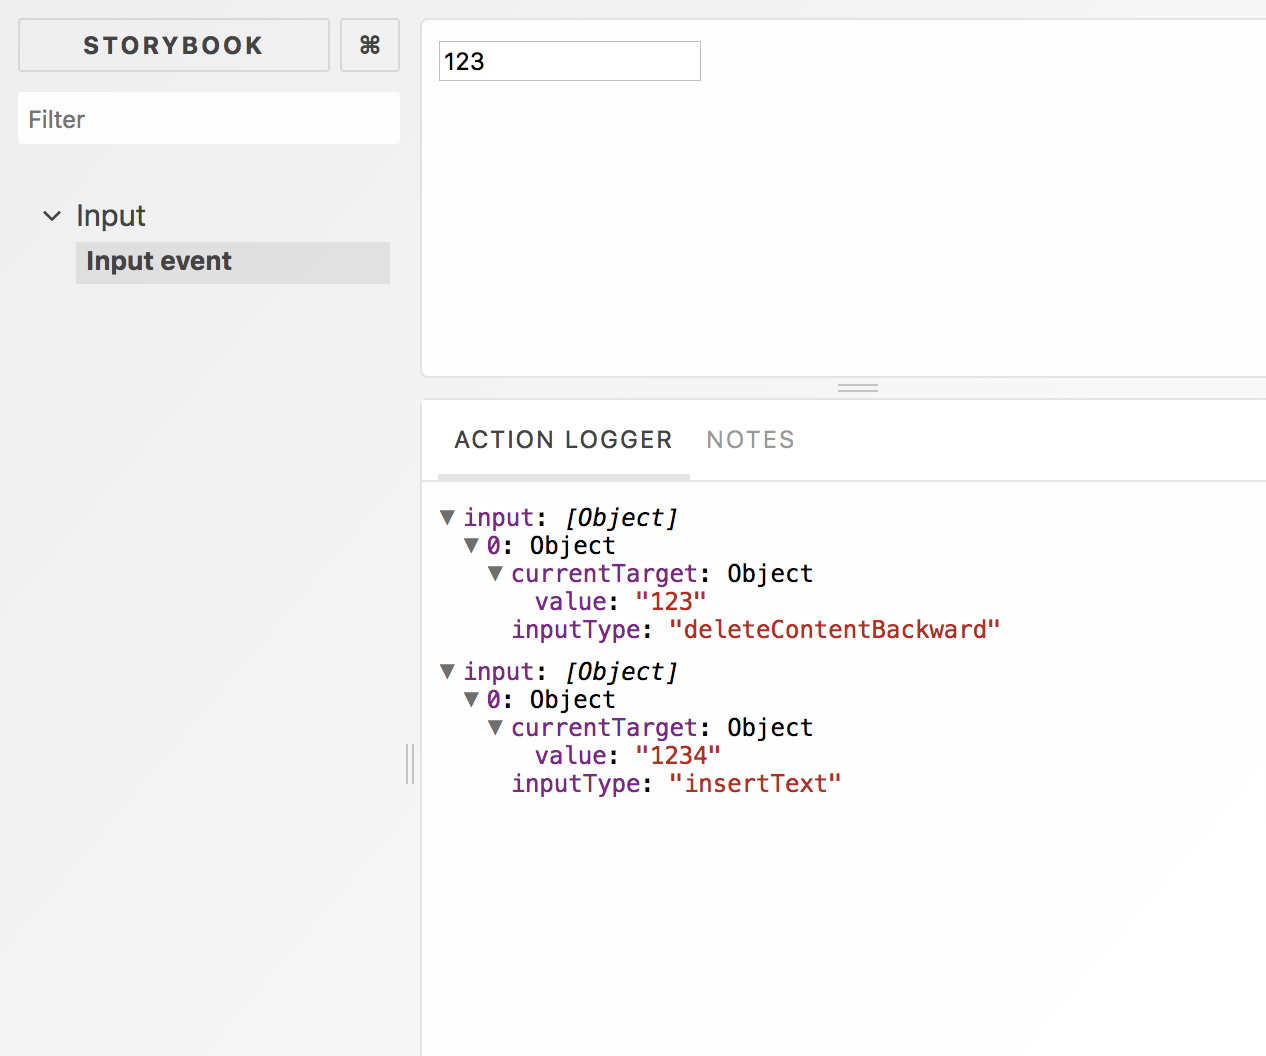 STORYBOOK ⌘
Filter
Input
Input event
123
ACTION LOGGER NOTES
▼ input: [Object]
▼ 0: Object
▼ currentTarget: Object
value: "123"
inputType: "deleteContentBackward"
▼ input: [Object]
▼ 0: Object
▼ currentTarget: Object
value: "1234"
inputType: "insertText"